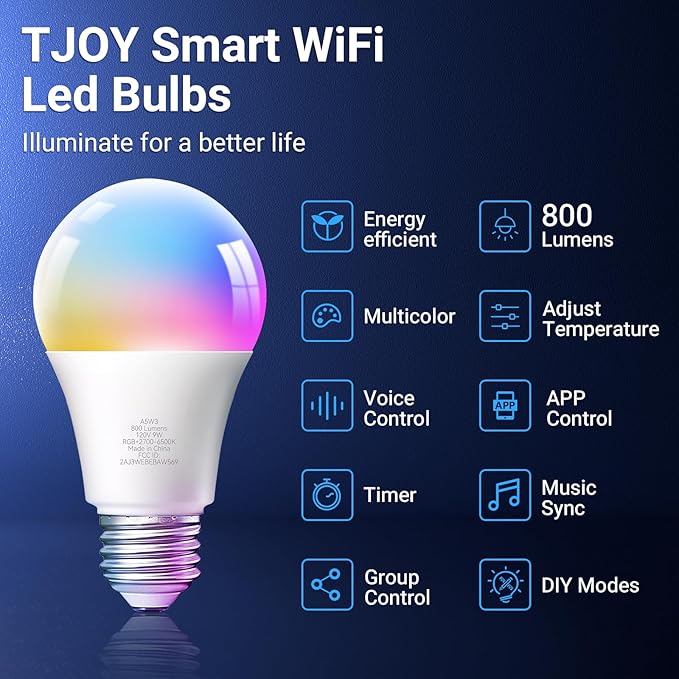 TJOY Smart WiFi
Led Bulbs
Illuminate for a better life
Energy
efficient
800
Lumens
Multicolor
Adjust
Temperature
Voice
Control
APP
APP
Control
Timer
Music
Sync
Group
Control
DIY Modes
A5W3
800 Lumens
120V 9W
RGB+2700-6500K
Made in China
FCC ID:
2AJ3WEBEBAW569